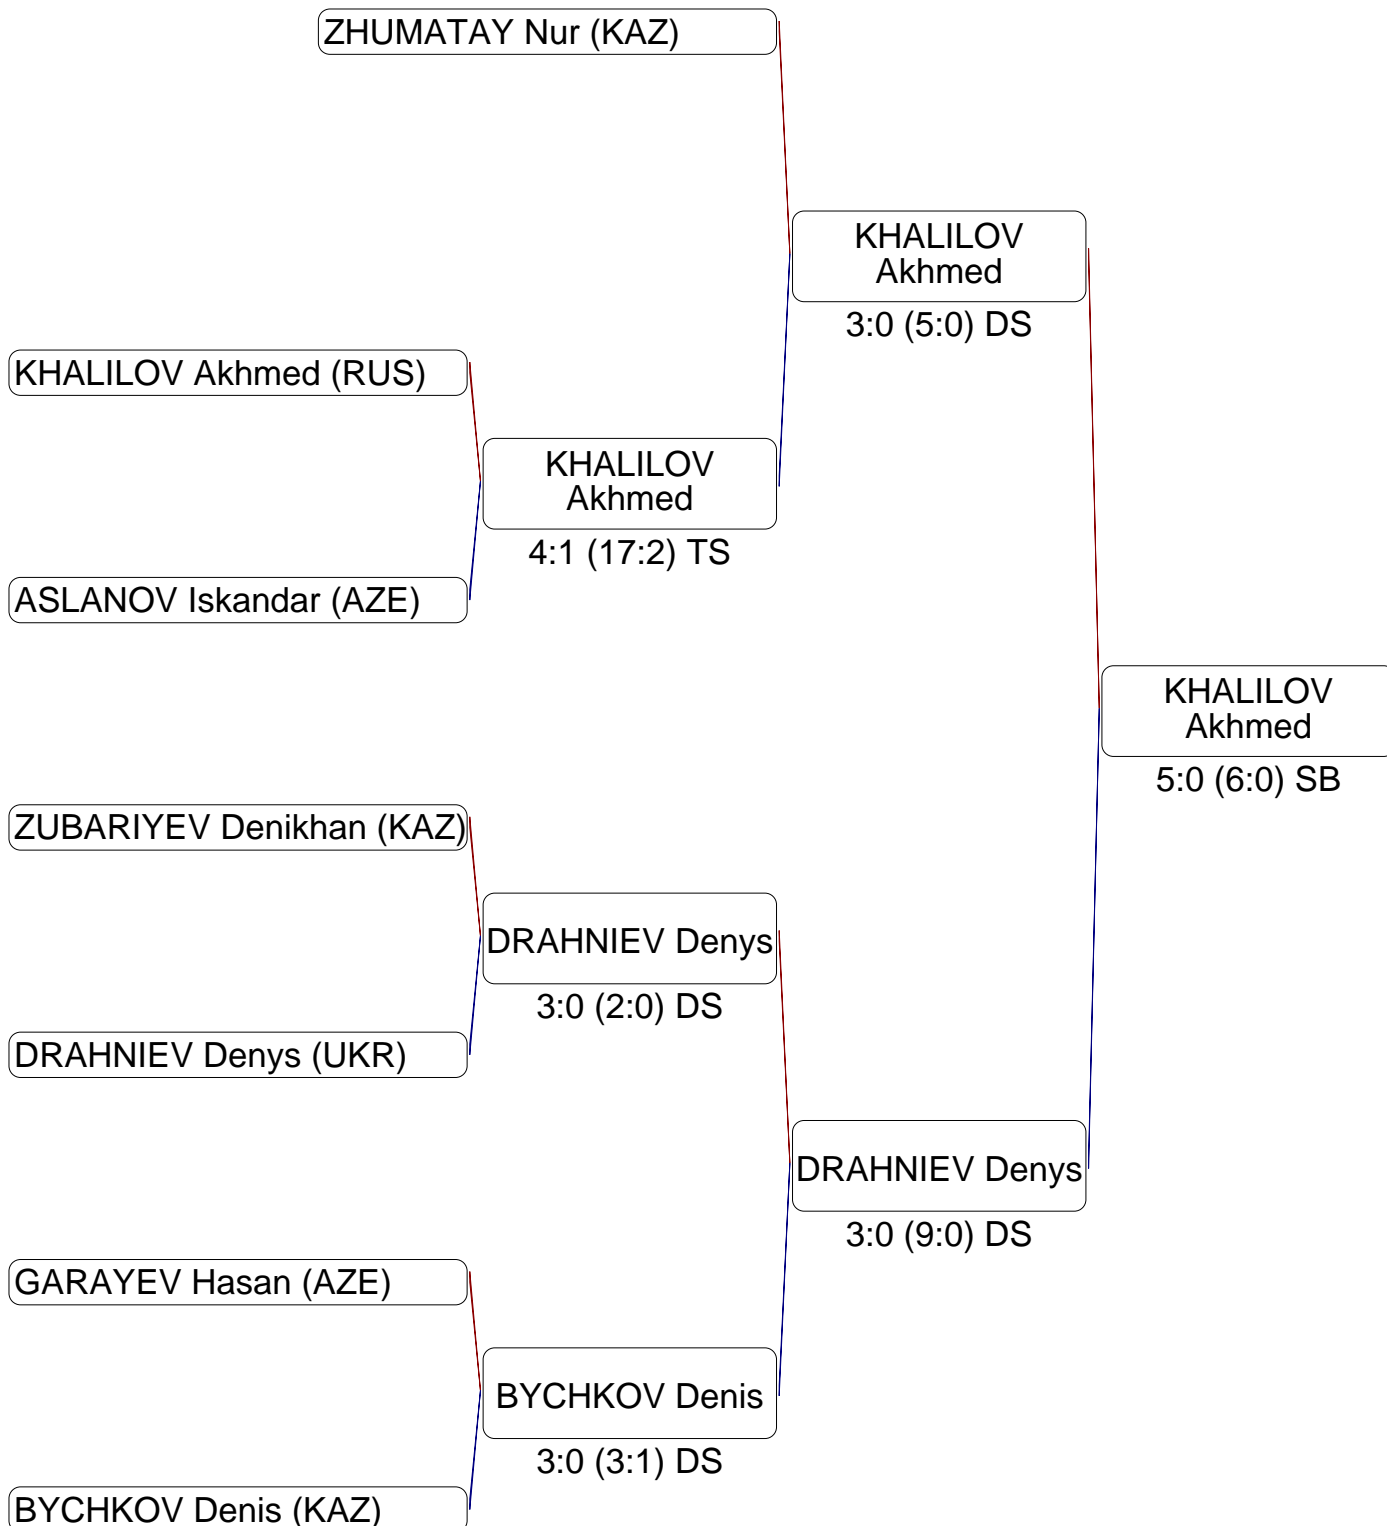 ZHUMATAY Nur (KAZ)
KHALILOV
Akhmed
3:0 (5:0) DS
KHALILOV Akhmed (RUS)
KHALILOV
Akhmed
4:1 (17:2) TS
ASLANOV Iskandar (AZE)
KHALILOV
Akhmed
5:0 (6:0) SB
ZUBARIYEV Denikhan (KAZ)
DRAHNIEV Denys
3:0 (2:0) DS
DRAHNIEV Denys (UKR)
DRAHNIEV Denys
3:0 (9:0) DS
GARAYEV Hasan (AZE)
BYCHKOV Denis
3:0 (3:1) DS
BYCHKOV Denis (KAZ)